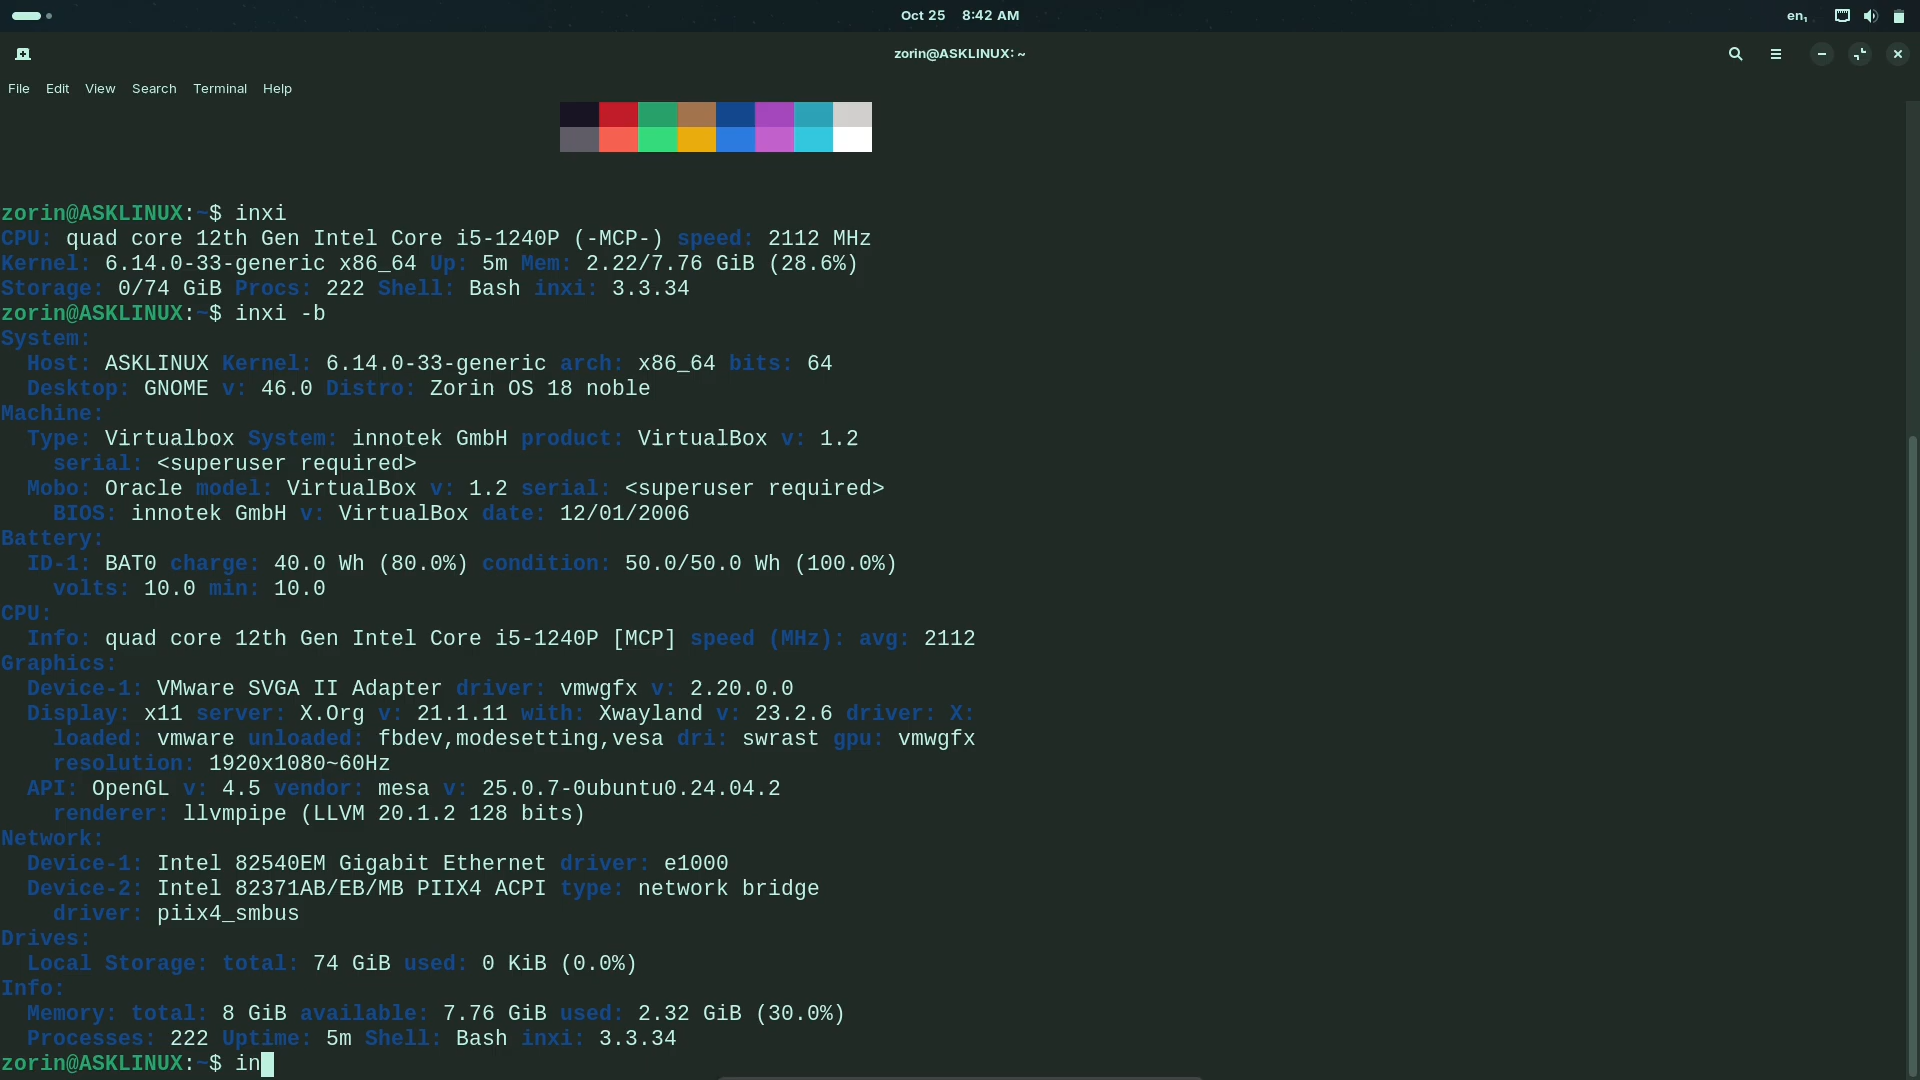 Oct 25 8:42 AM
en₁
zorin@ASKLINUX: ~
File Edit View Search Terminal Help
zorin@ASKLINUX:~$ inxi
CPU: quad core 12th Gen Intel Core i5-1240P (-MCP-) speed: 2112 MHz
Kernel: 6.14.0-33-generic x86_64 Up: 5m Mem: 2.22/7.76 GiB (28.6%)
Storage: 0/74 GiB Procs: 222 Shell: Bash inxi: 3.3.34
zorin@ASKLINUX:~$ inxi -b
System:
Host: ASKLINUX Kernel: 6.14.0-33-generic arch: x86_64 bits: 64
Desktop: GNOME v: 46.0 Distro: Zorin OS 18 noble
Machine:
Type: Virtualbox System: innotek GmbH product: VirtualBox v: 1.2
serial: <superuser required>
Mobo: Oracle model: VirtualBox v: 1.2 serial: <superuser required>
BIOS: innotek GmbH v: VirtualBox date: 12/01/2006
Battery:
ID-1: BAT0 charge: 40.0 Wh (80.0%) condition: 50.0/50.0 Wh (100.0%)
volts: 10.0 min: 10.0
CPU:
Info: quad core 12th Gen Intel Core i5-1240P [MCP] speed (MHz): avg: 2112
Graphics:
Device-1: VMware SVGA II Adapter driver: vmwgfx v: 2.20.0.0
Display: x11 server: X.Org v: 21.1.11 with: Xwayland v: 23.2.6 driver: X:
loaded: vmware unloaded: fbdev,modesetting,vesa dri: swrast gpu: vmwgfx
resolution: 1920x1080~60Hz
API: OpenGL v: 4.5 vendor: mesa v: 25.0.7-0ubuntu0.24.04.2
renderer: llvmpipe (LLVM 20.1.2 128 bits)
Network:
Device-1: Intel 82540EM Gigabit Ethernet driver: e1000
Device-2: Intel 82371AB/EB/MB PIIX4 ACPI type: network bridge
driver: piix4_smbus
Drives:
Local Storage: total: 74 GiB used: 0 KiB (0.0%)
Info:
Memory: total: 8 GiB available: 7.76 GiB used: 2.32 GiB (30.0%)
Processes: 222 Uptime: 5m Shell: Bash inxi: 3.3.34
zorin@ASKLINUX:~$ in